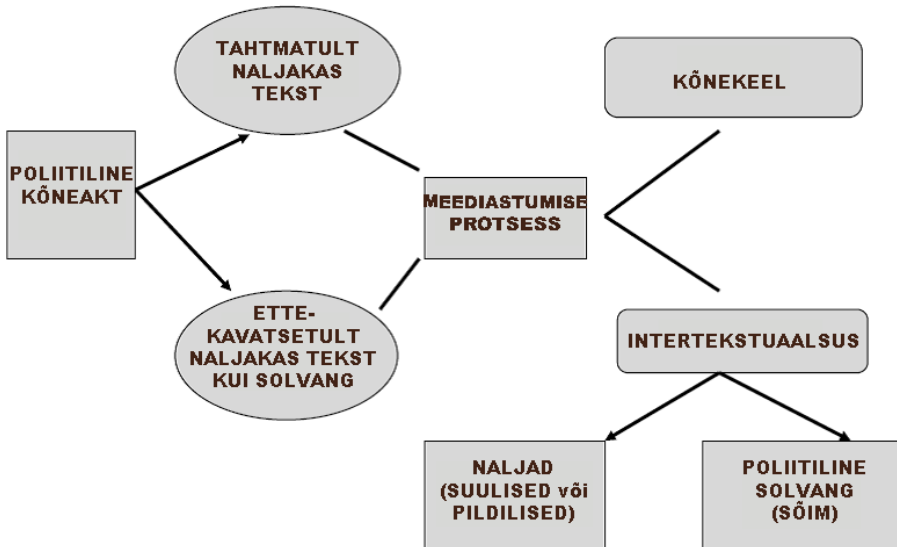 TAHTMATULT
NALJAKAS
TEKST
KÕNEKEEL
POLIITILINE
KÕNEAKT
MEEDIASTUMISE
PROTSESS
ETTE-
KAVATSETULT
NALJAKAS TEKST
KUI SOLVANG
INTERTEKSTUAALSUS
NALJAD
(SUULISED või
PILDILISED)
POLIITILINE
SOLVANG
(SÕIM)